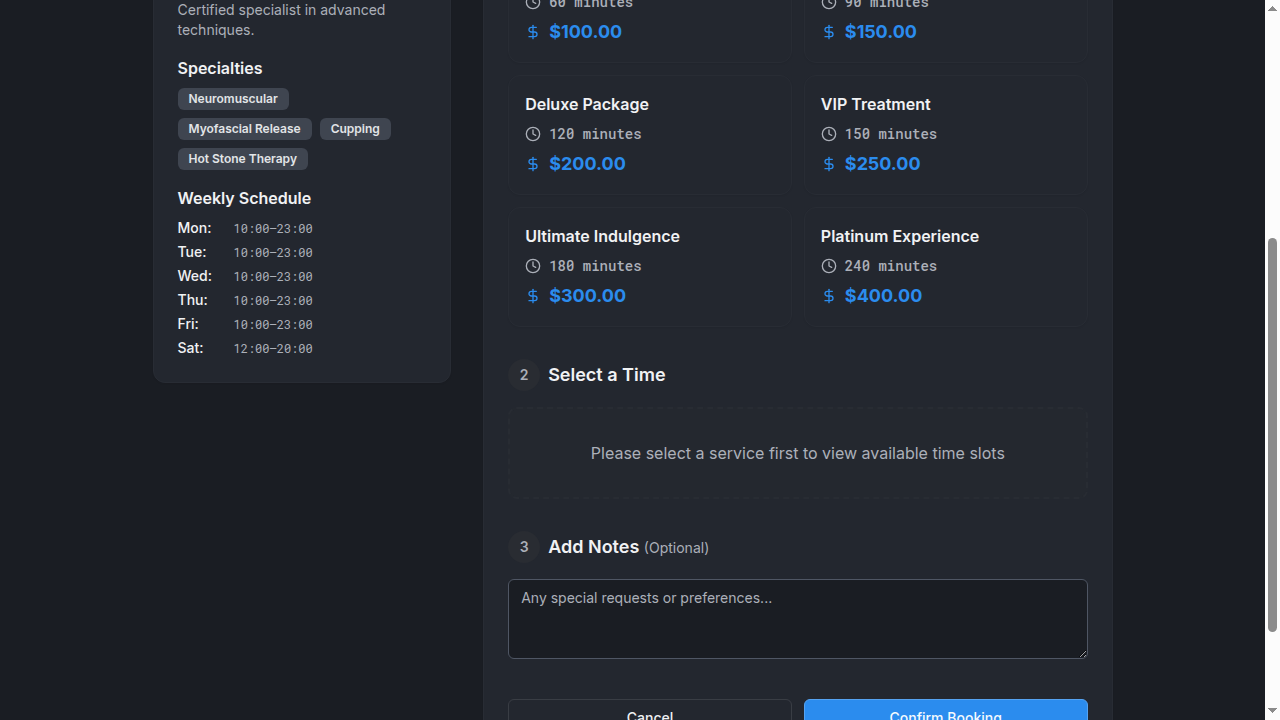 Certified specialist in advanced
techniques.
Specialties
Neuromuscular
Myofascial Release
Cupping
Hot Stone Therapy
Weekly Schedule
Mon: 10:00–23:00
Tue: 10:00–23:00
Wed: 10:00–23:00
Thu: 10:00–23:00
Fri: 10:00–23:00
Sat: 12:00–20:00
60 minutes
$ $100.00
90 minutes
$ $150.00
Deluxe Package
120 minutes
$ $200.00
VIP Treatment
150 minutes
$ $250.00
Ultimate Indulgence
180 minutes
$ $300.00
Platinum Experience
240 minutes
$ $400.00
2 Select a Time
Please select a service first to view available time slots
3 Add Notes (Optional)
Any special requests or preferences...
Cancel
Confirm Booking